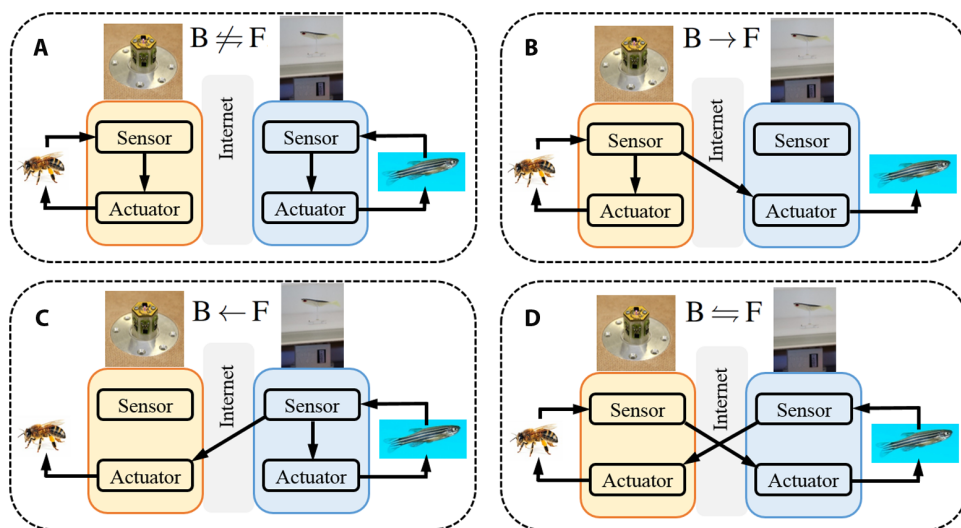 A
B ⇋̸ F
Sensor
Actuator
Internet
Sensor
Actuator
B
B → F
Sensor
Actuator
Internet
Sensor
Actuator
C
B ← F
Sensor
Actuator
Internet
Sensor
Actuator
D
B ⇋ F
Sensor
Actuator
Internet
Sensor
Actuator